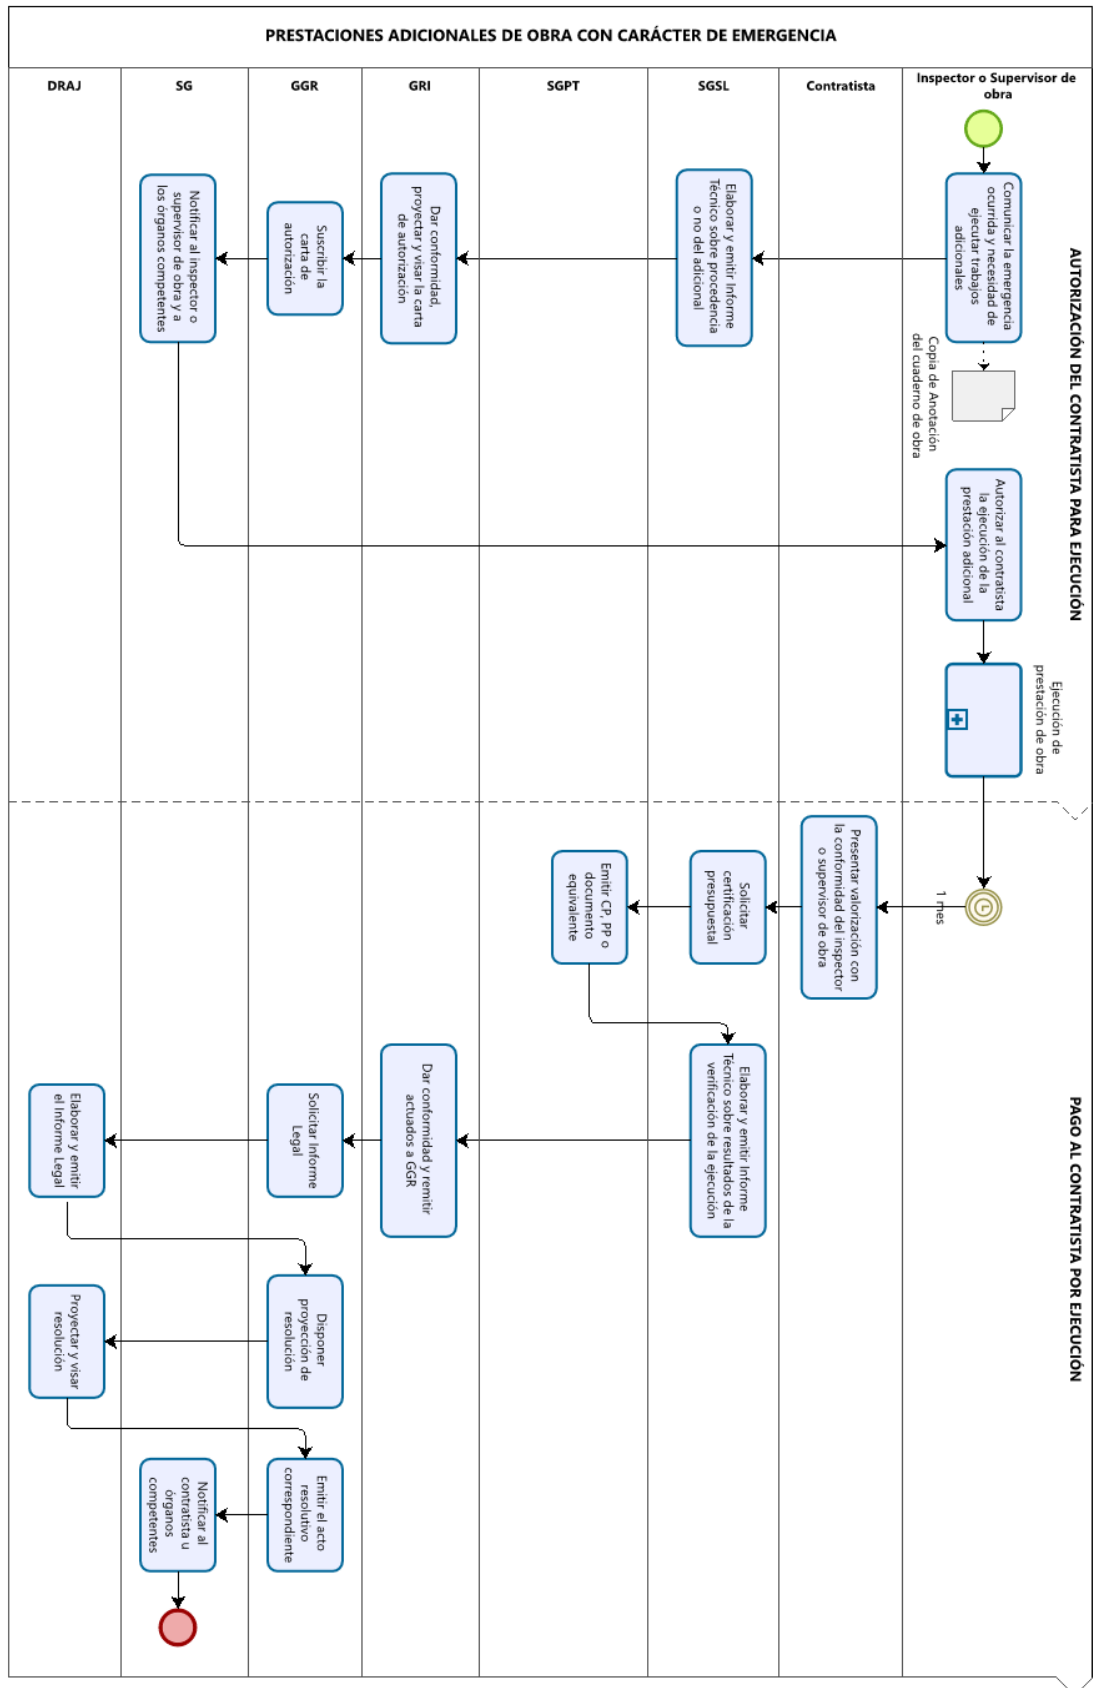 PRESTACIONES ADICIONALES DE OBRA CON CARÁCTER DE EMERGENCIA
DRAJ
SG
GGR
GRI
SGPT
SGSL
Contratista
Inspector o Supervisor de
obra
AUTORIZACIÓN DEL CONTRATISTA PARA EJECUCIÓN
Comunicar la emergencia
ocurrida y necesidad de
ejecutar trabajos
adicionales
Copia de Anotación
del cuaderno de obra
Elaborar y emitir Informe
Técnico sobre procedencia
o no del adicional
Dar conformidad,
proyectar y visar la carta
de autorización
Suscribir la
carta de
autorización
Notificar al inspector o
supervisor de obra y a
los órganos competentes
Autorizar al contratista
la ejecución de la
prestación adicional
Ejecución de
prestación de obra
PAGO AL CONTRATISTA POR EJECUCIÓN
1 mes
Presentar valorización con
la conformidad del inspector
o supervisor de obra
Solicitar
certificación
presupuestal
Emitir CP, PP o
documento
equivalente
Elaborar y emitir Informe
Técnico sobre resultados de la
verificación de la ejecución
Dar conformidad y remitir
actuados a GGR
Solicitar Informe
Legal
Elaborar y emitir
el Informe Legal
Disponer
proyección de
resolución
Proyectar y visar
resolución
Emitir el acto
resolutivo
correspondiente
Notificar al
contratista u
órganos
competentes